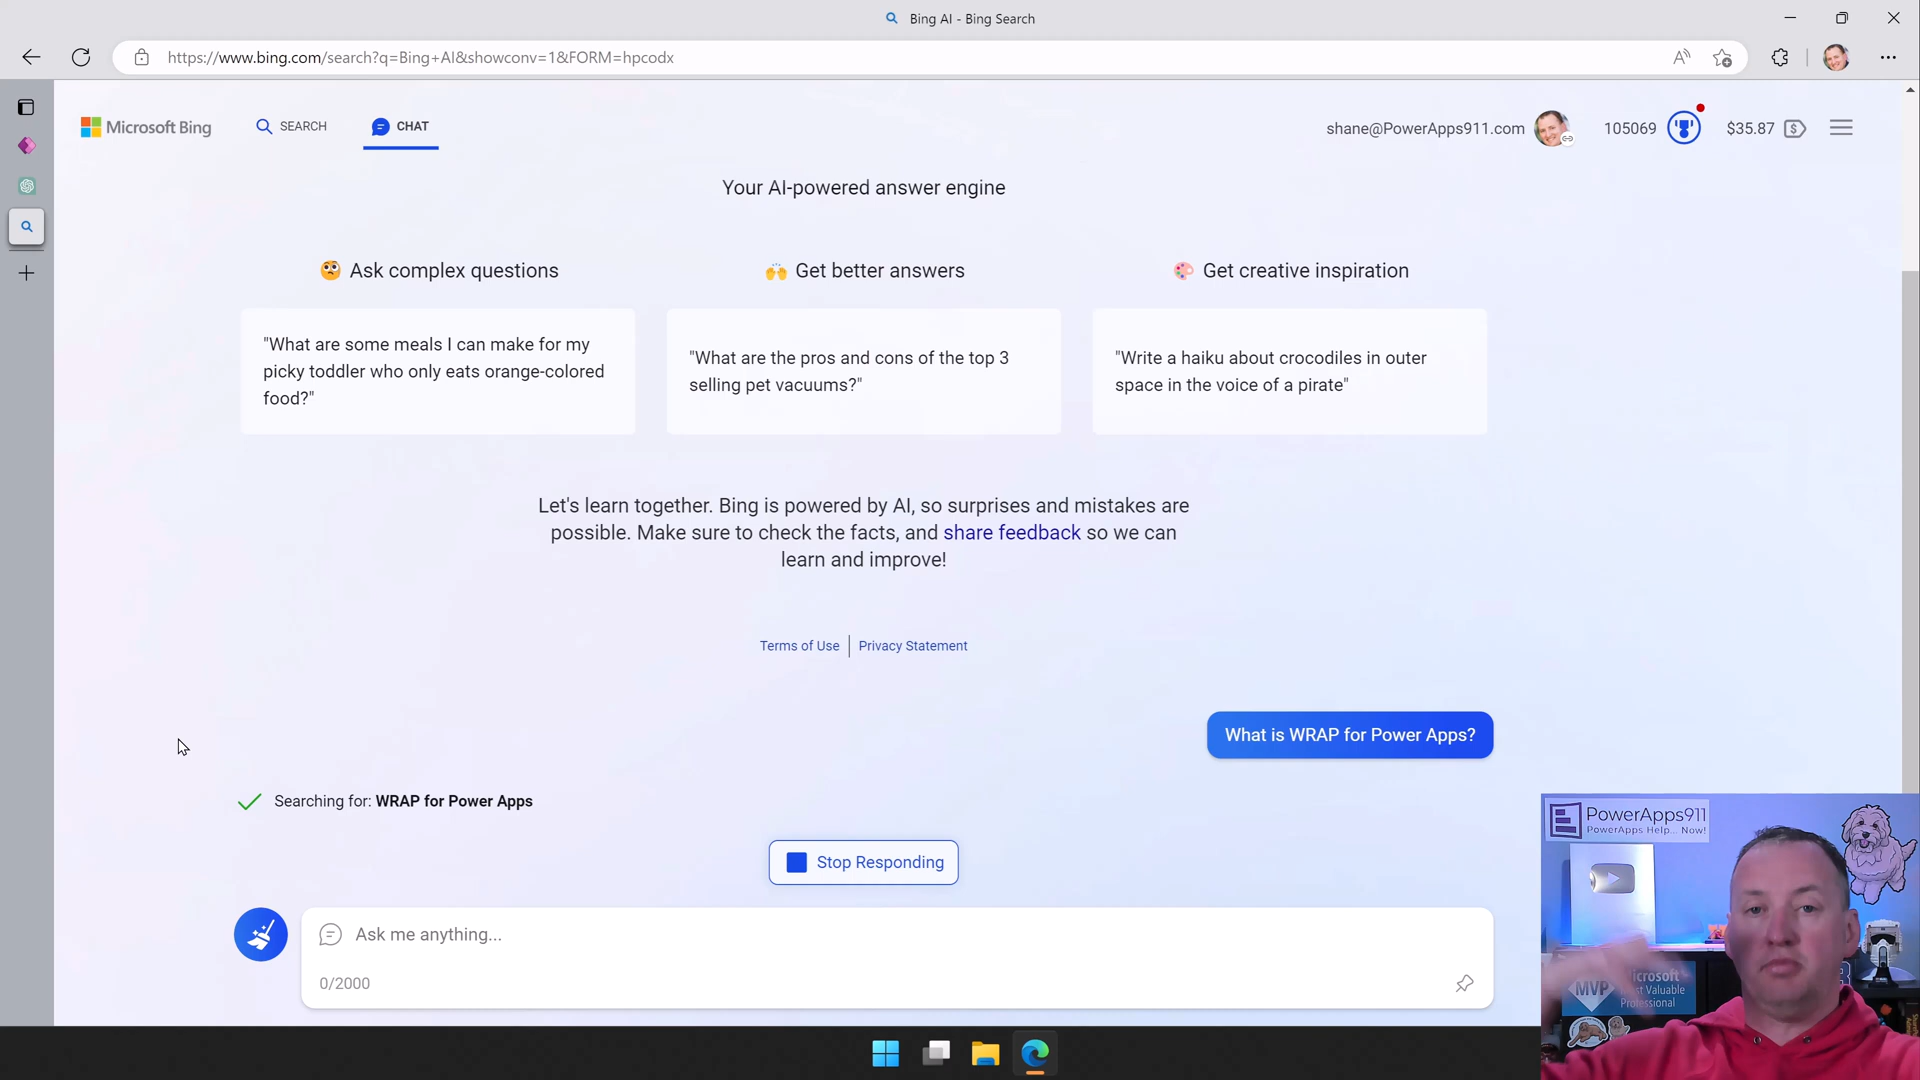 Bing AI - Bing Search
https://www.bing.com/search?q=Bing+AI&showconv=1&FORM=hpcodx
Microsoft Bing
SEARCH
CHAT
shane@PowerApps911.com
105069
$35.87
Your AI-powered answer engine
Ask complex questions
Get better answers
Get creative inspiration
"What are some meals I can make for my
picky toddler who only eats orange-colored
food?"
"What are the pros and cons of the top 3
selling pet vacuums?"
"Write a haiku about crocodiles in outer
space in the voice of a pirate"
Let's learn together. Bing is powered by AI, so surprises and mistakes are
possible. Make sure to check the facts, and share feedback so we can
learn and improve!
Terms of Use
Privacy Statement
What is WRAP for Power Apps?
Searching for: WRAP for Power Apps
Stop Responding
Ask me anything...
0/2000
PowerApps911
PowerApps Help... Now!
MVP
Microsoft
Most Valuable
Professional